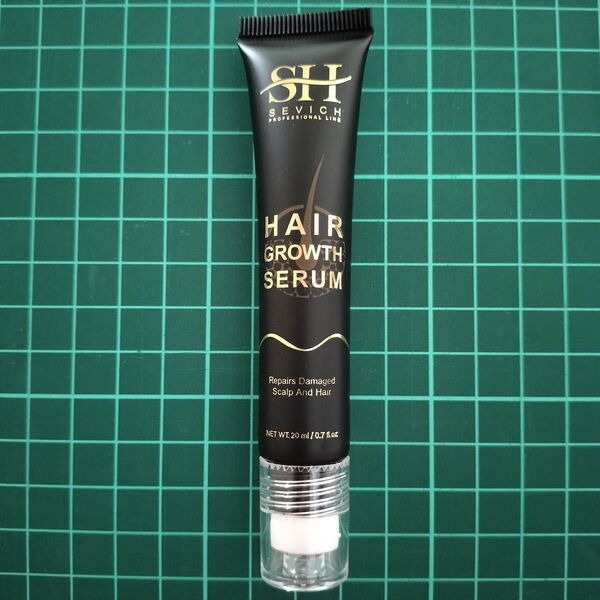 SH
SEVICH
PROFESSIONAL LINE
HAIR
GROWTH
SERUM
Repairs Damaged
Scalp And Hair
NET WT. 20 ml / 0.7 fl.oz